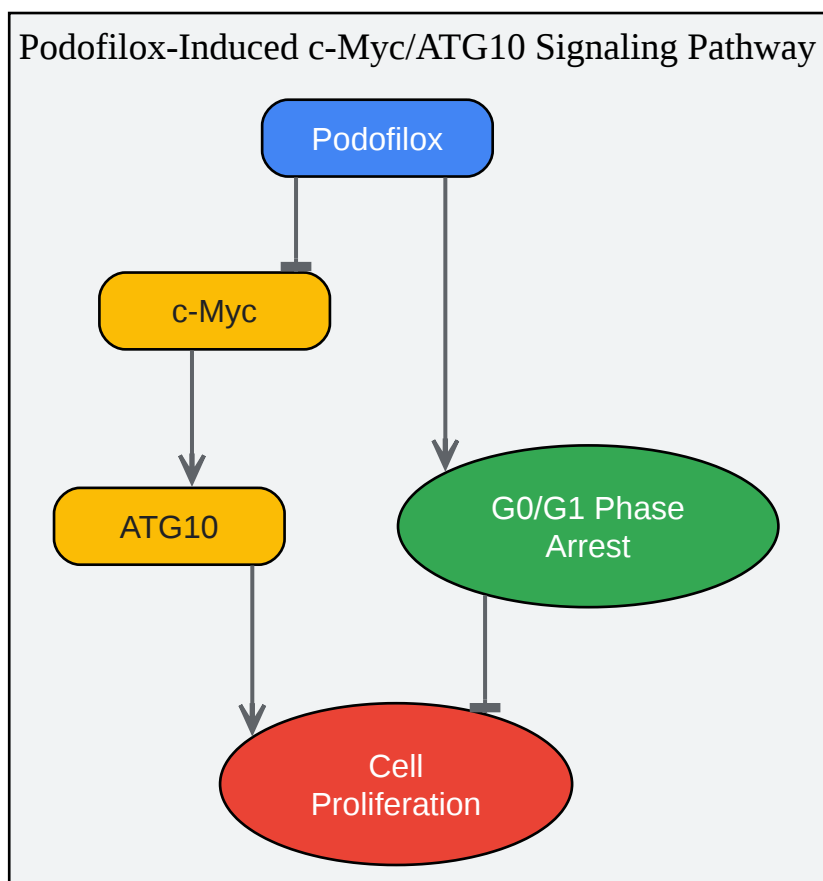 Podofilox-Induced c-Myc/ATG10 Signaling Pathway
Podofilox
c-Myc
ATG10
G0/G1 Phase
Arrest
Cell
Proliferation